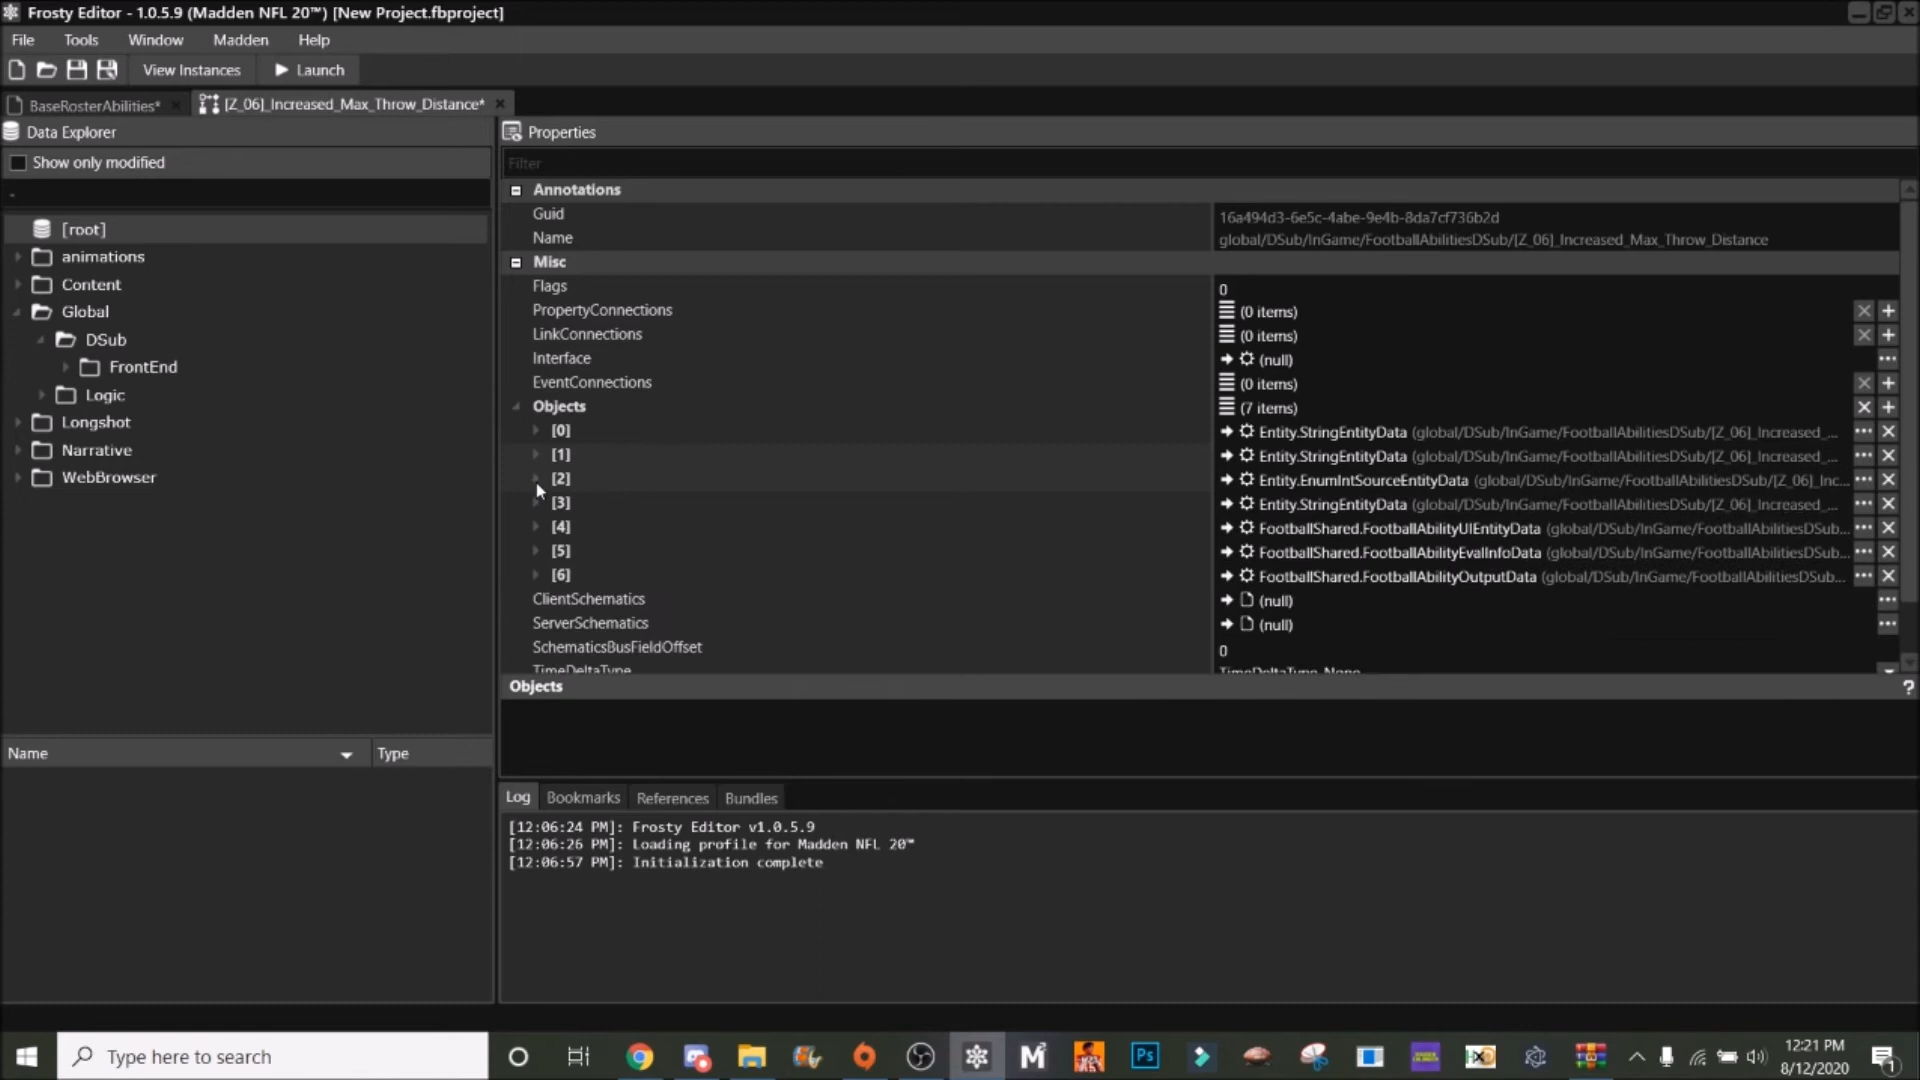 Frosty Editor - 1.0.5.9 (Madden NFL 20™) [New Project.fbproject]
File Tools Window Madden Help
View Instances Launch
BaseRosterAbilities* [Z_06]_Increased_Max_Throw_Distance*
Data Explorer
Show only modified
[root]
animations
Content
Global
DSub
FrontEnd
Logic
Longshot
Narrative
WebBrowser
Name Type
Properties
Filter
Annotations
Guid 16a494d3-6e5c-4abe-9e4b-8da7cf736b2d
Name global/DSub/InGame/FootballAbilitiesDSub/[Z_06]_Increased_Max_Throw_Distance
Misc
Flags 0
PropertyConnections (0 items)
LinkConnections (0 items)
Interface (null)
EventConnections (0 items)
Objects (7 items)
[0] Entity.StringEntityData (global/DSub/InGame/FootballAbilitiesDSub/[Z_06]_Increased_...
[1] Entity.StringEntityData (global/DSub/InGame/FootballAbilitiesDSub/[Z_06]_Increased_...
[2] Entity.EnumIntSourceEntityData (global/DSub/InGame/FootballAbilitiesDSub/[Z_06]_Inc...
[3] Entity.StringEntityData (global/DSub/InGame/FootballAbilitiesDSub/[Z_06]_Increased_...
[4] FootballShared.FootballAbilityUIEntityData (global/DSub/InGame/FootballAbilitiesDSub...
[5] FootballShared.FootballAbilityEvalInfoData (global/DSub/InGame/FootballAbilitiesDSub...
[6] FootballShared.FootballAbilityOutputData (global/DSub/InGame/FootballAbilitiesDSub...
ClientSchematics (null)
ServerSchematics (null)
SchematicsBusFieldOffset 0
TimeDeltaType TimeDeltaType_None
Objects ?
Log Bookmarks References Bundles
[12:06:24 PM]: Frosty Editor v1.0.5.9
[12:06:26 PM]: Loading profile for Madden NFL 20™
[12:06:57 PM]: Initialization complete
Type here to search
Ps
12:21 PM
8/12/2020